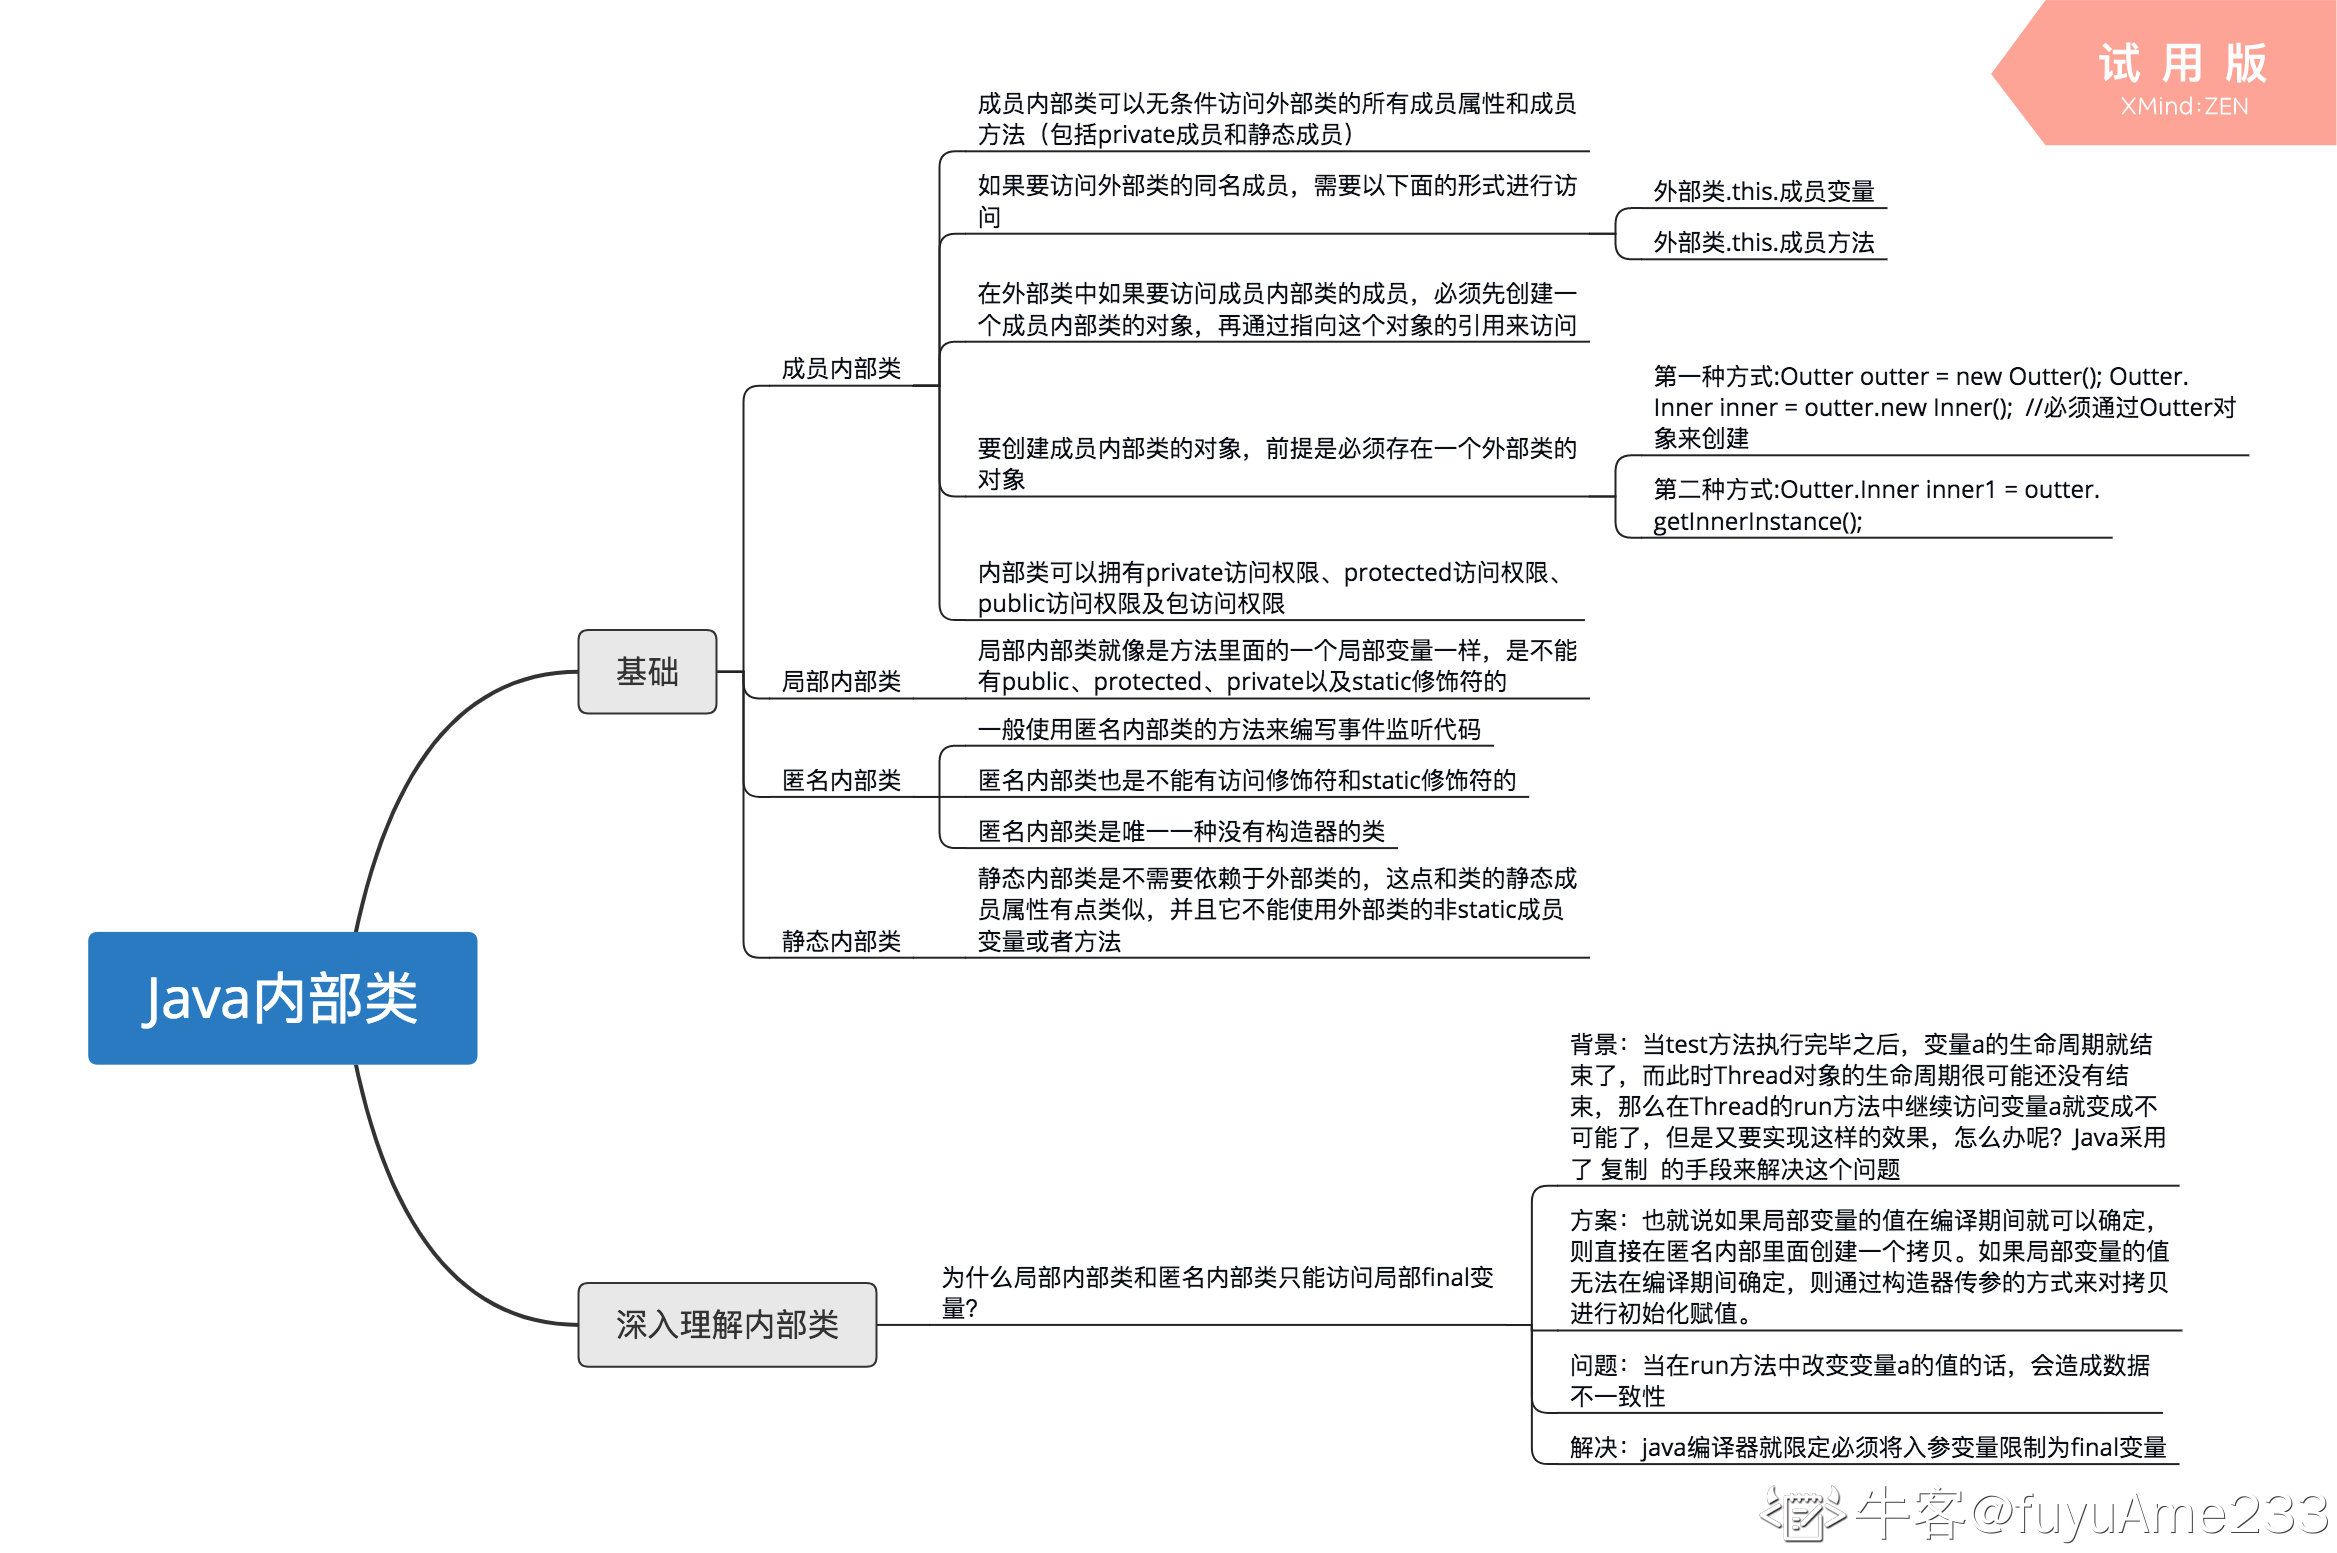 试 用 版
XMind:ZEN
成员内部类可以无条件访问外部类的所有成员属性和成员
方法（包括private成员和静态成员）
如果要访问外部类的同名成员，需要以下面的形式进行访
问
外部类.this.成员变量
外部类.this.成员方法
在外部类中如果要访问成员内部类的成员，必须先创建一
个成员内部类的对象，再通过指向这个对象的引用来访问
成员内部类
第一种方式:Outter outter = new Outter(); Outter.
Inner inner = outter.new Inner();  //必须通过Outter对
象来创建
要创建成员内部类的对象，前提是必须存在一个外部类的
对象
第二种方式:Outter.Inner inner1 = outter.
getInnerInstance();
内部类可以拥有private访问权限、protected访问权限、
public访问权限及包访问权限
基础
局部内部类
局部内部类就像是方法里面的一个局部变量一样，是不能
有public、protected、private以及static修饰符的
一般使用匿名内部类的方法来编写事件监听代码
匿名内部类
匿名内部类也是不能有访问修饰符和static修饰符的
匿名内部类是唯一一种没有构造器的类
静态内部类是不需要依赖于外部类的，这点和类的静态成
员属性有点类似，并且它不能使用外部类的非static成员
变量或者方法
静态内部类
Java内部类
背景：当test方法执行完毕之后，变量a的生命周期就结
束了，而此时Thread对象的生命周期很可能还没有结
束，那么在Thread的run方法中继续访问变量a就变成不
可能了，但是又要实现这样的效果，怎么办呢？Java采用
了 复制  的手段来解决这个问题
方案：也就说如果局部变量的值在编译期间就可以确定，
则直接在匿名内部里面创建一个拷贝。如果局部变量的值
无法在编译期间确定，则通过构造器传参的方式来对拷贝
进行初始化赋值。
深入理解内部类
为什么局部内部类和匿名内部类只能访问局部final变
量？
问题：当在run方法中改变变量a的值的话，会造成数据
不一致性
解决：java编译器就限定必须将入参变量限制为final变量
牛客@fuyuAme233